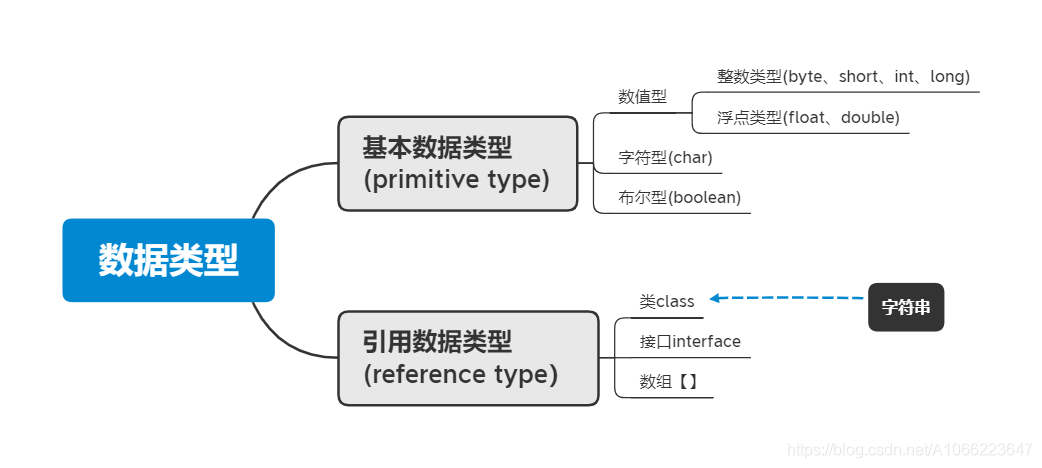 数据类型
基本数据类型
(primitive type)
数值型
整数类型(byte、short、int、long)
浮点类型(float、double)
字符型(char)
布尔型(boolean)
引用数据类型
(reference type)
类class
字符串
接口interface
数组【】
https://blog.csdn.net/A1066223647